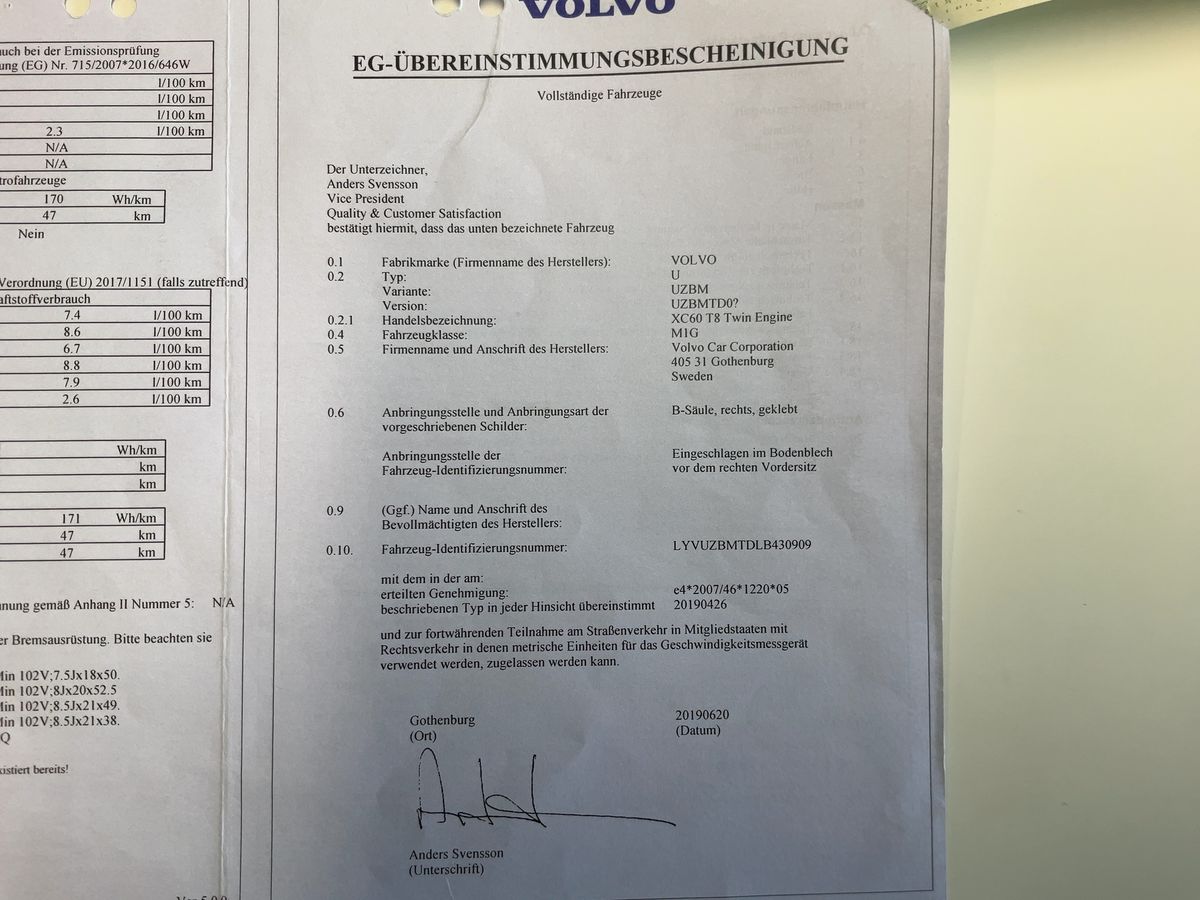 uch bei der Emissionsprüfung
ung (EG) Nr. 715/2007*2016/646W
l/100 km
l/100 km
l/100 km
2.3 l/100 km
N/A
N/A
trofahrzeuge
170 Wh/km
47 km
Nein
Verordnung (EU) 2017/1151 (falls zutreffend)
aftstoffverbrauch
7.4 l/100 km
8.6 l/100 km
6.7 l/100 km
8.8 l/100 km
7.9 l/100 km
2.6 l/100 km
Wh/km
km
km
171 Wh/km
47 km
47 km
nung gemäß Anhang II Nummer 5: N/A
er Bremsausrüstung. Bitte beachten sie
Min 102V;7.5Jx18x50.
Min 102V;8Jx20x52.5
Min 102V;8.5Jx21x49.
Min 102V;8.5Jx21x38.
Q
xistiert bereits!
VOLVO
EG-ÜBEREINSTIMMUNGSBESCHEINIGUNG
Vollständige Fahrzeuge
Der Unterzeichner,
Anders Svensson
Vice President
Quality & Customer Satisfaction
bestätigt hiermit, dass das unten bezeichnete Fahrzeug
0.1 Fabrikmarke (Firmenname des Herstellers): VOLVO
0.2 Typ: U
Variante: UZBM
Version: UZBMTD0?
0.2.1 Handelsbezeichnung: XC60 T8 Twin Engine
0.4 Fahrzeugklasse: M1G
0.5 Firmenname und Anschrift des Herstellers: Volvo Car Corporation
405 31 Gothenburg
Sweden
0.6 Anbringungsstelle und Anbringungsart der B-Säule, rechts, geklebt
vorgeschriebenen Schilder:
Anbringungsstelle der Eingeschlagen im Bodenblech
Fahrzeug-Identifizierungsnummer: vor dem rechten Vordersitz
0.9 (Ggf.) Name und Anschrift des
Bevollmächtigten des Herstellers:
0.10. Fahrzeug-Identifizierungsnummer: LYVUZBMTDLB430909
mit dem in der am:
erteilten Genehmigung: e4*2007/46*1220*05
beschriebenen Typ in jeder Hinsicht übereinstimmt 20190426
und zur fortwährenden Teilnahme am Straßenverkehr in Mitgliedstaaten mit
Rechtsverkehr in denen metrische Einheiten für das Geschwindigkeitsmessgerät
verwendet werden, zugelassen werden kann.
Gothenburg 20190620
(Ort) (Datum)
Anders Svensson
(Unterschrift)